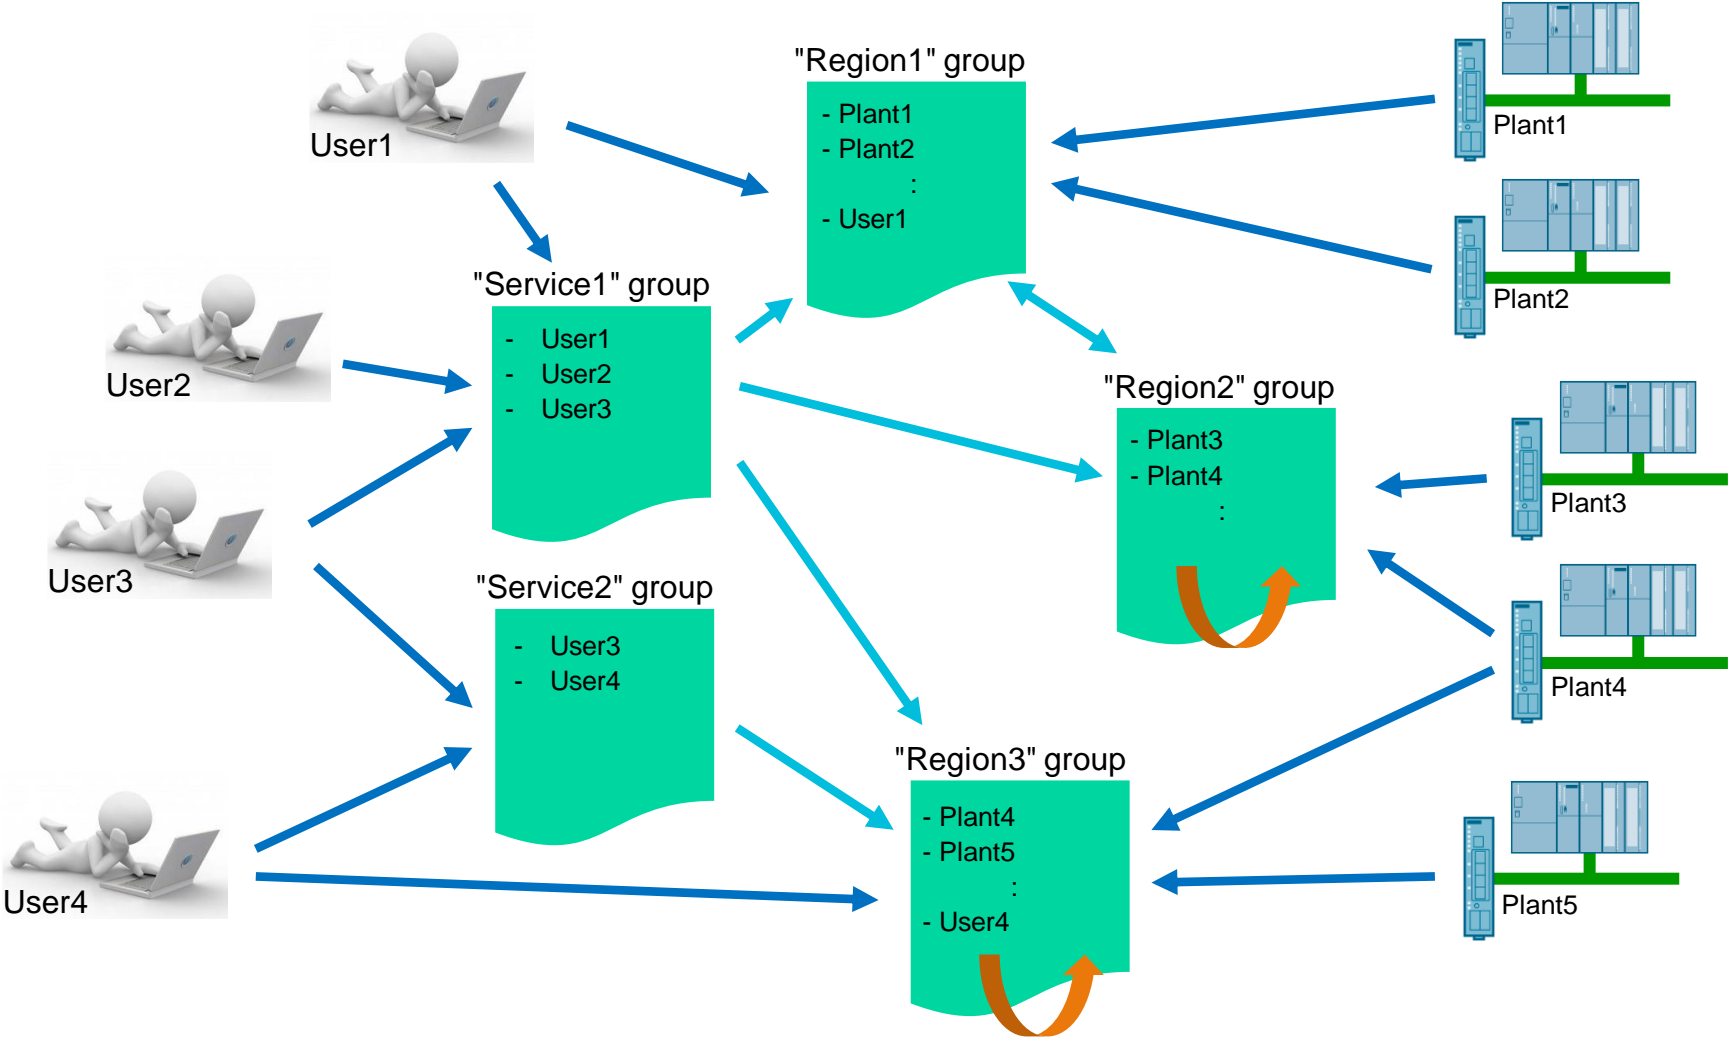 User1
"Region1" group
- Plant1
- Plant2
:
- User1
Plant1
Plant2
User2
"Service1" group
- User1
- User2
- User3
"Region2" group
- Plant3
- Plant4
:
Plant3
User3
"Service2" group
- User3
- User4
Plant4
User4
"Region3" group
- Plant4
- Plant5
:
- User4
Plant5